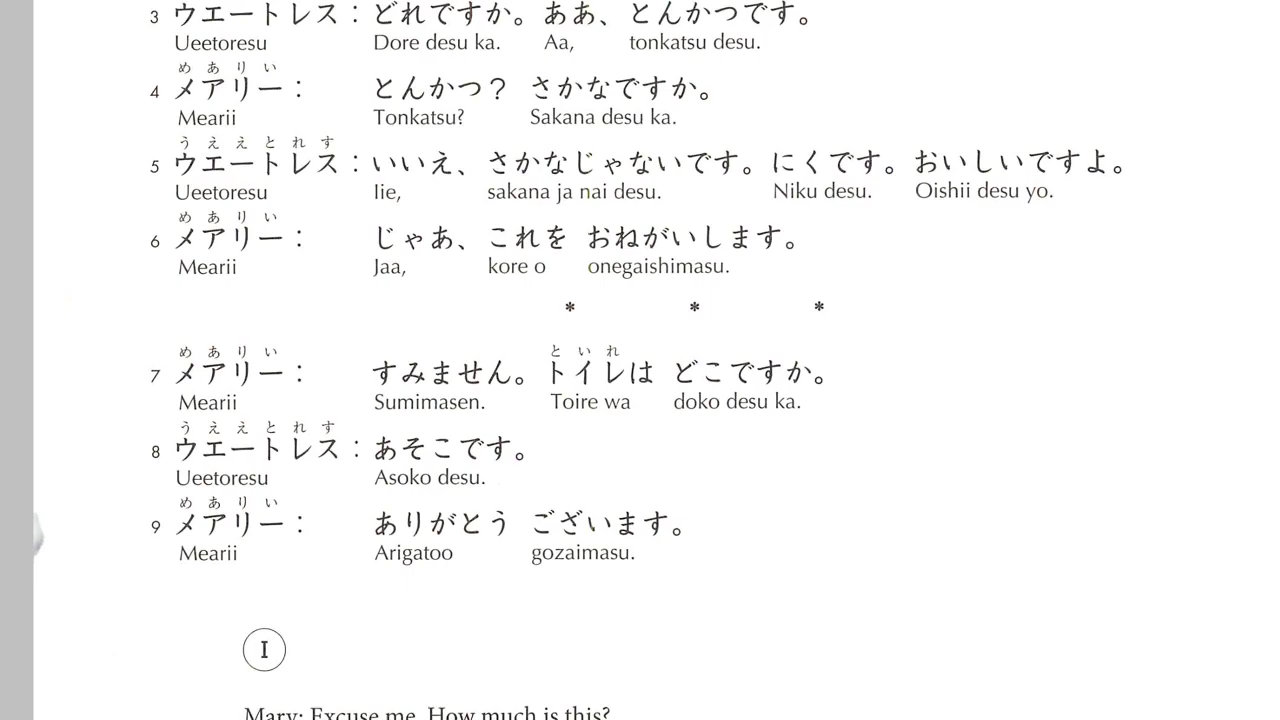 3 ウエートレス：どれですか。ああ、とんかつです。
Ueetoresu Dore desu ka. Aa, tonkatsu desu.
めありい
4 メアリー： とんかつ？ さかなですか。
Mearii Tonkatsu? Sakana desu ka.
うええとれす
5 ウエートレス：いいえ、さかなじゃないです。にくです。おいしいですよ。
Ueetoresu Iie, sakana ja nai desu. Niku desu. Oishii desu yo.
めありい
6 メアリー： じゃあ、これを おねがいします。
Mearii Jaa, kore o onegaishimasu.
* * *
めありい といれ
7 メアリー： すみません。トイレは どこですか。
Mearii Sumimasen. Toire wa doko desu ka.
うええとれす
8 ウエートレス：あそこです。
Ueetoresu Asoko desu.
めありい
9 メアリー： ありがとう ございます。
Mearii Arigatoo gozaimasu.
I
Mary: Excuse me. How much is this?